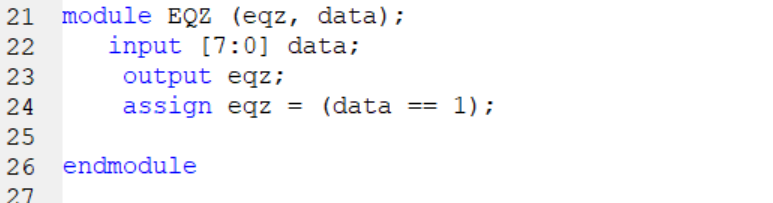 21 module EQZ (eqz, data);
22 input [7:0] data;
23 output eqz;
24 assign eqz = (data == 1);
25
26 endmodule
27